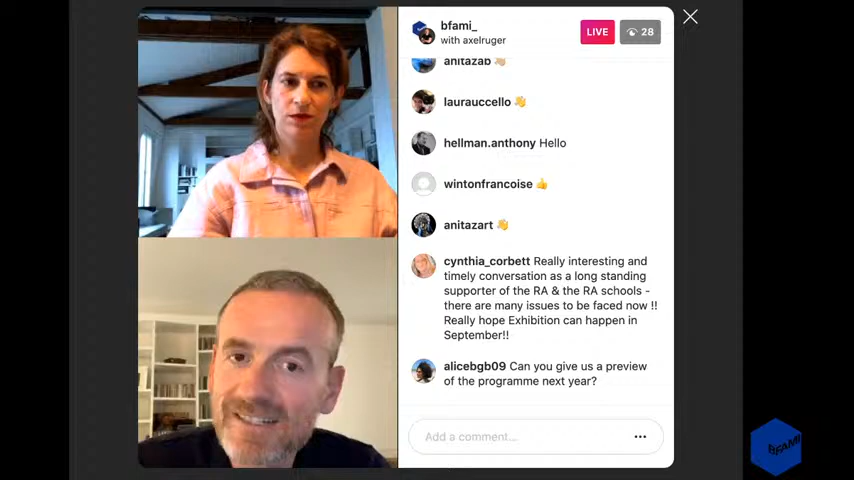 bfami_
with axelruger
LIVE
28
anitazab 👋🏼
laurauccello 👋
hellman.anthony Hello
wintonfrancoise 👍
anitazart 👋
cynthia_corbett Really interesting and
timely conversation as a long standing
supporter of the RA & the RA schools -
there are many issues to be faced now !!
Really hope Exhibition can happen in
September!!
alicebgb09 Can you give us a preview
of the programme next year?
Add a comment...
BFAMI